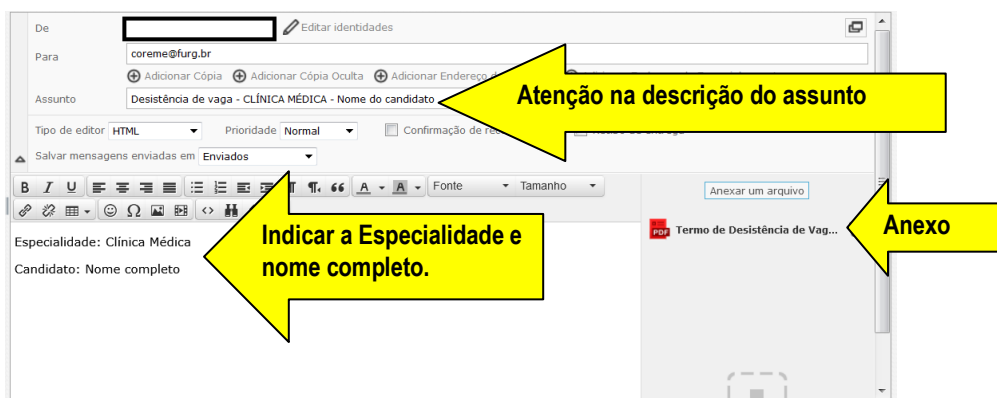 De
Editar identidades
Para
coreme@furg.br
Adicionar Cópia Adicionar Cópia Oculta Adicionar Endereço
Assunto
Desistência de vaga - CLÍNICA MÉDICA - Nome do candidato
Atenção na descrição do assunto
Tipo de editor HTML Prioridade Normal Confirmação de
Salvar mensagens enviadas em Enviados
B I U A A Fonte Tamanho
Anexar um arquivo
Termo de Desistência de Vag...
Anexo
Especialidade: Clínica Médica
Candidato: Nome completo
Indicar a Especialidade e
nome completo.